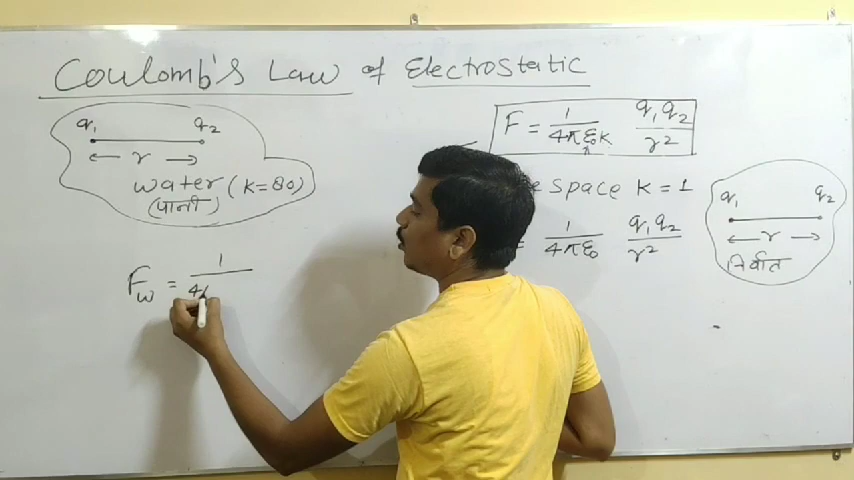 Coulomb's Law of Electrostatic
q₁ q₂
r
water (k=80)
(पानी)
F_w = 1/4
F = 1/4πε₀k q₁q₂/r²
space k = 1
= 1/4πε₀ q₁q₂/r²
q₁ q₂
r
निर्वात